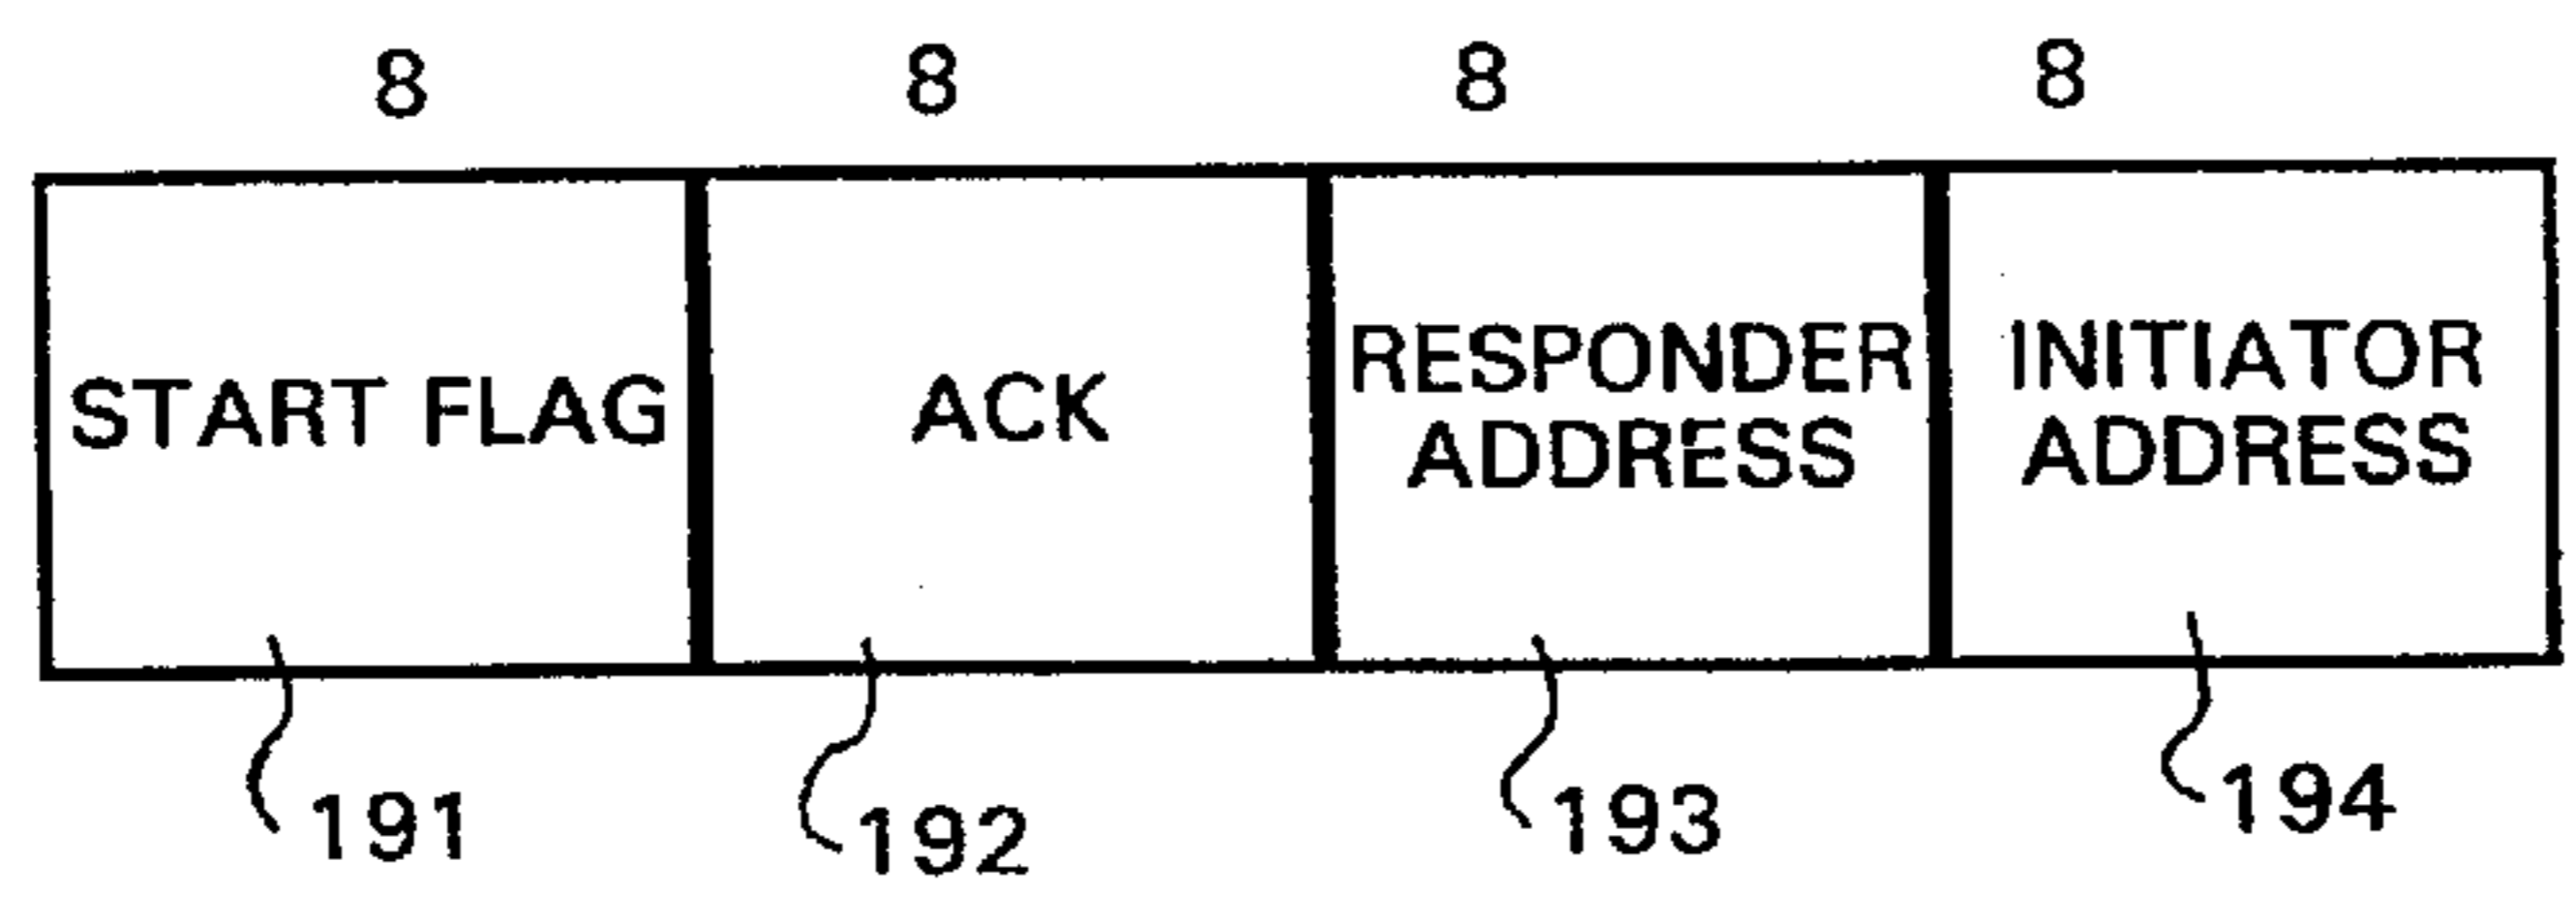 8 8 8 8
START FLAG
ACK
RESPONDER
ADDRESS
INITIATOR
ADDRESS
191 192 193 194